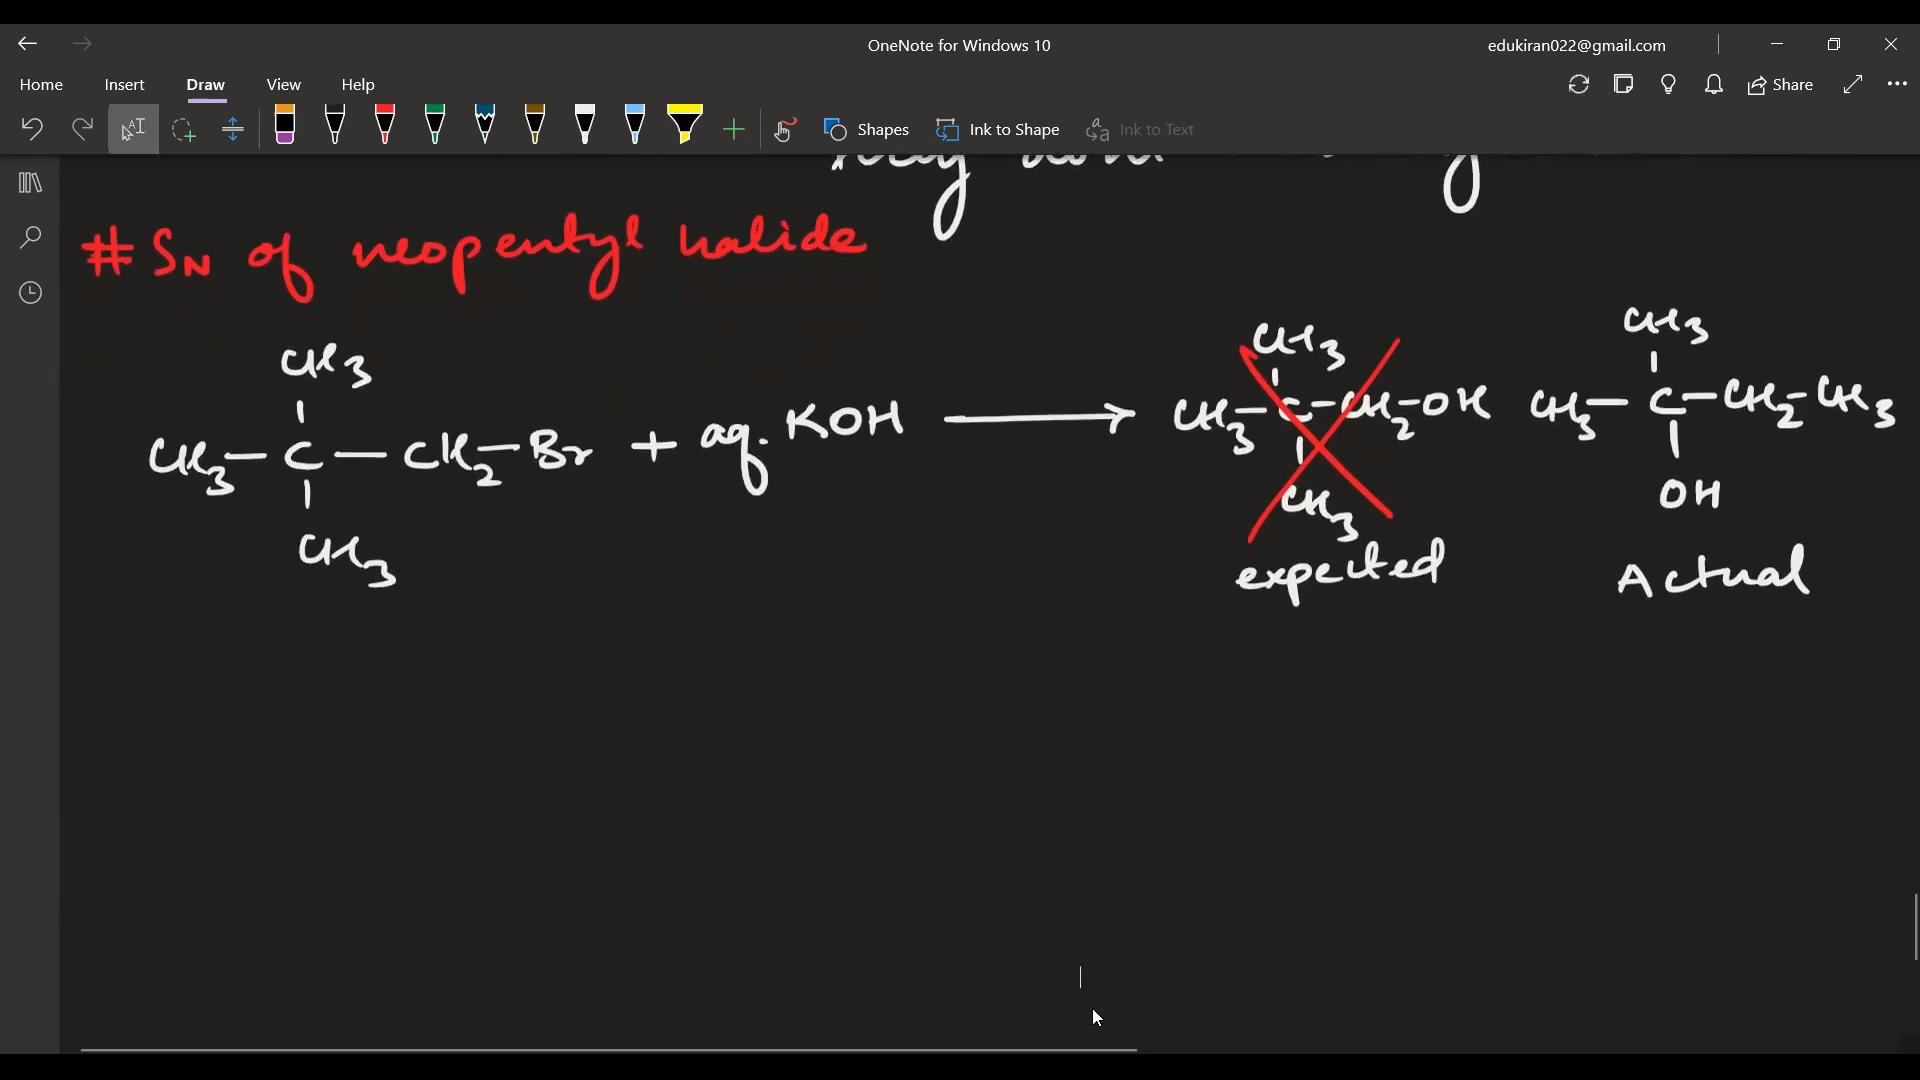 OneNote for Windows 10
edukiran022@gmail.com
Home Insert Draw View Help
Share
Shapes Ink to Shape Ink to Text
# SN of neopentyl halide
CH3
CH3 — C — CH2 — Br + aq. KOH ⟶
CH3
CH3
CH3 — C — CH2 — OH
CH3
expected
CH3
CH3 — C — CH2 — CH3
OH
Actual